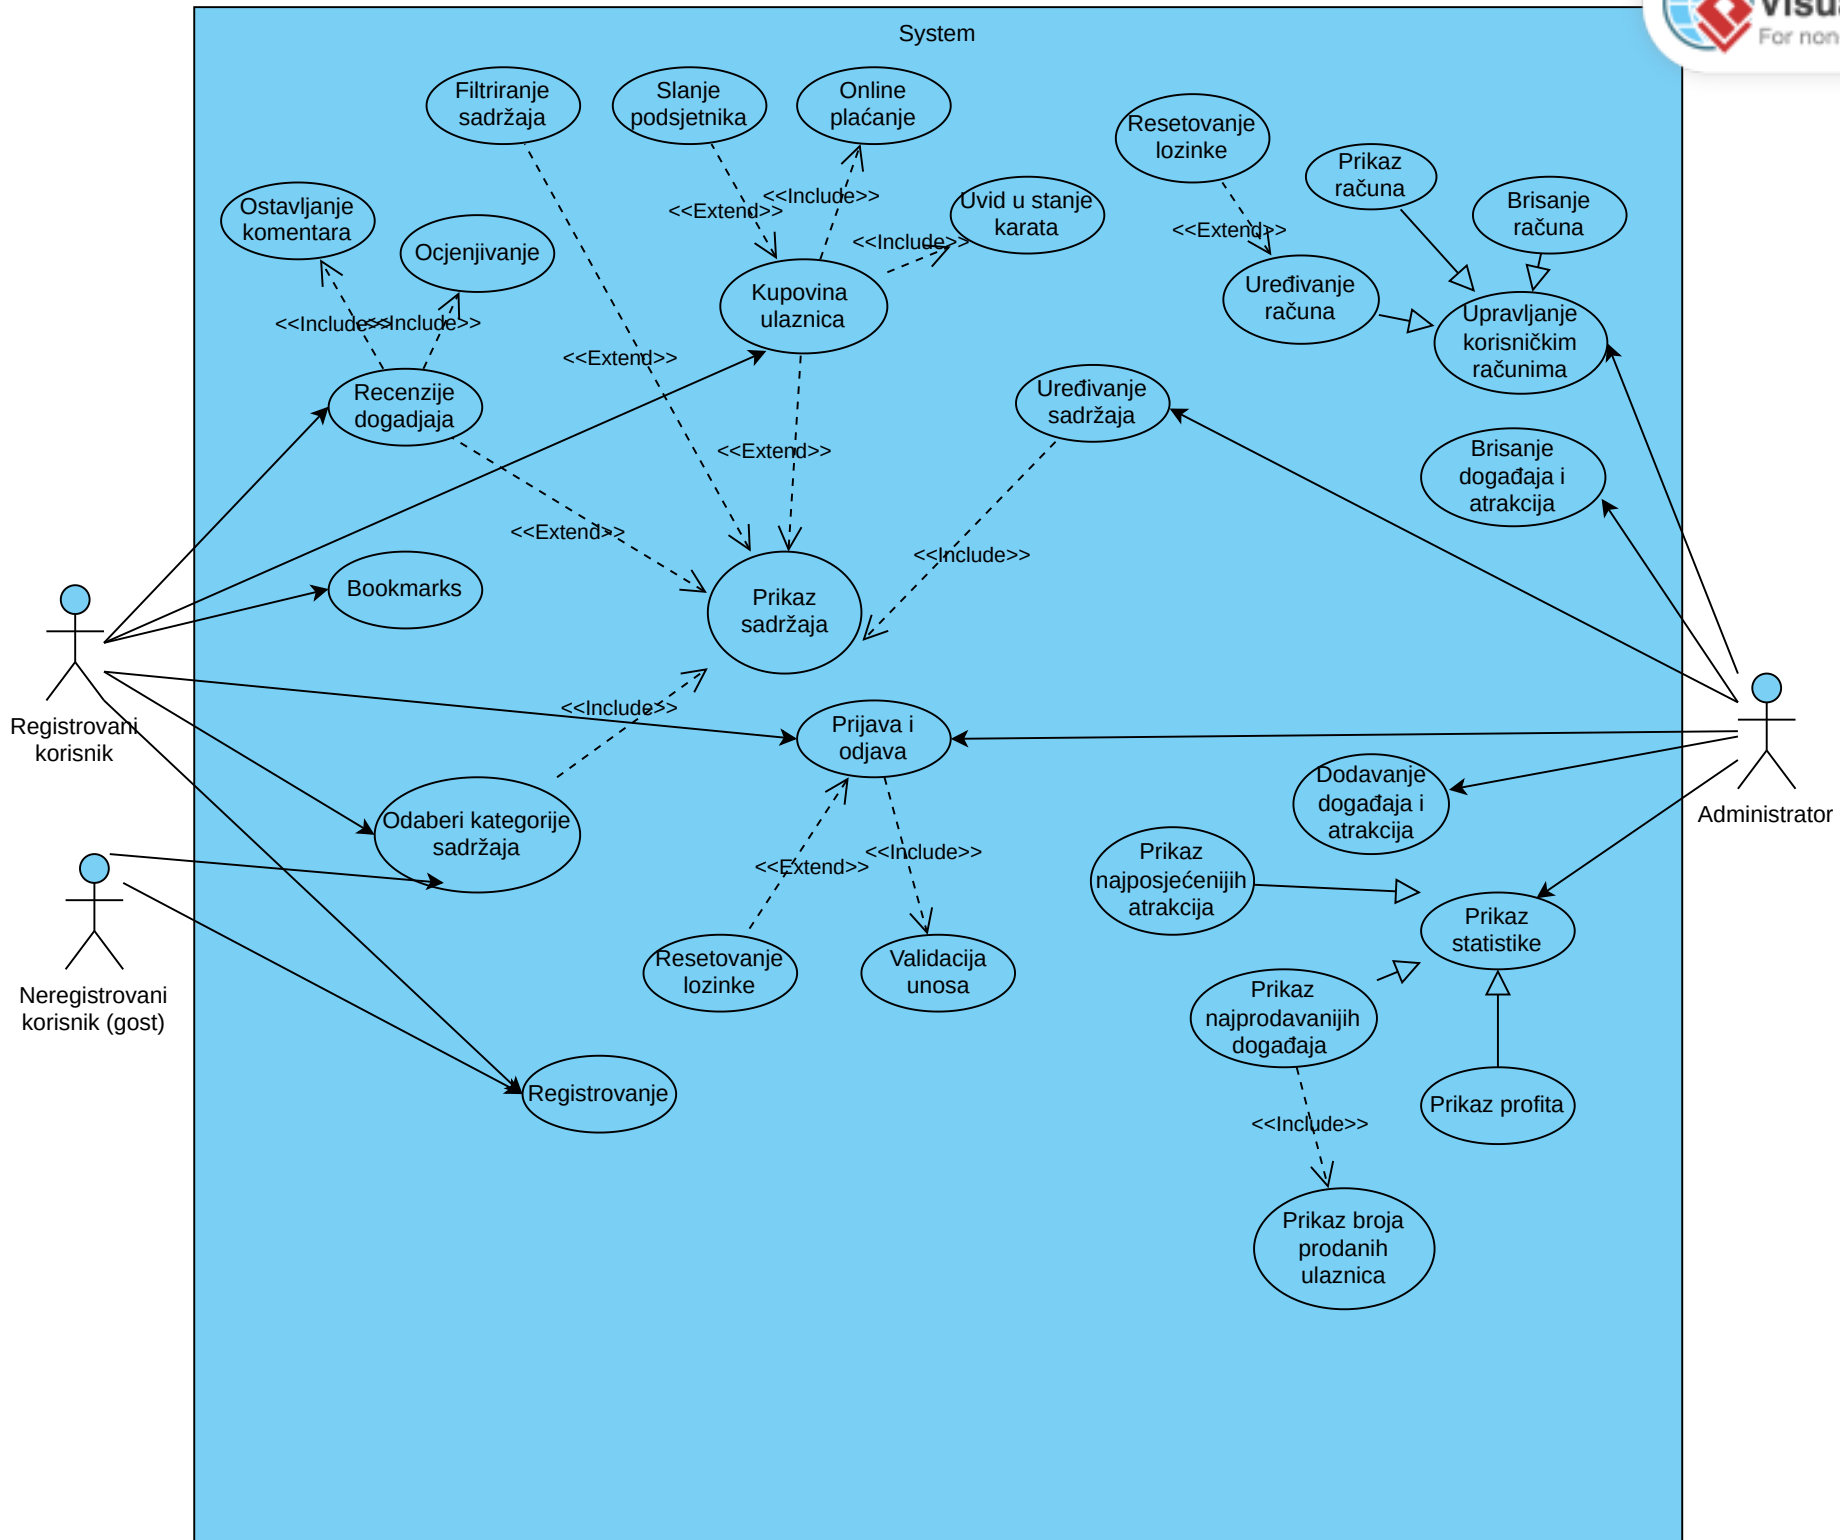 System
Visua
For non
Filtriranje
sadržaja
Slanje
podsjetnika
Online
plaćanje
Resetovanje
lozinke
Prikaz
računa
Brisanje
računa
Ostavljanje
komentara
Ocjenjivanje
<<Extend>>
<<Include>>
Uvid u stanje
karata
<<Include>>
<<Extend>>
Uređivanje
računa
Kupovina
ulaznica
Upravljanje
korisničkim
računima
<<Include>>
<<Include>>
<<Extend>>
Recenzije
dogadjaja
Uređivanje
sadržaja
<<Extend>>
Brisanje
događaja i
atrakcija
<<Extend>>
<<Include>>
Bookmarks
Prikaz
sadržaja
Registrovani
korisnik
<<Include>>
Prijava i
odjava
Dodavanje
događaja i
atrakcija
Administrator
Odaberi kategorije
sadržaja
<<Extend>>
<<Include>>
Prikaz
najposjećenijih
atrakcija
Prikaz
statistike
Neregistrovani
korisnik (gost)
Resetovanje
lozinke
Validacija
unosa
Prikaz
najprodavanijih
događaja
Registrovanje
Prikaz profita
<<Include>>
Prikaz broja
prodanih
ulaznica